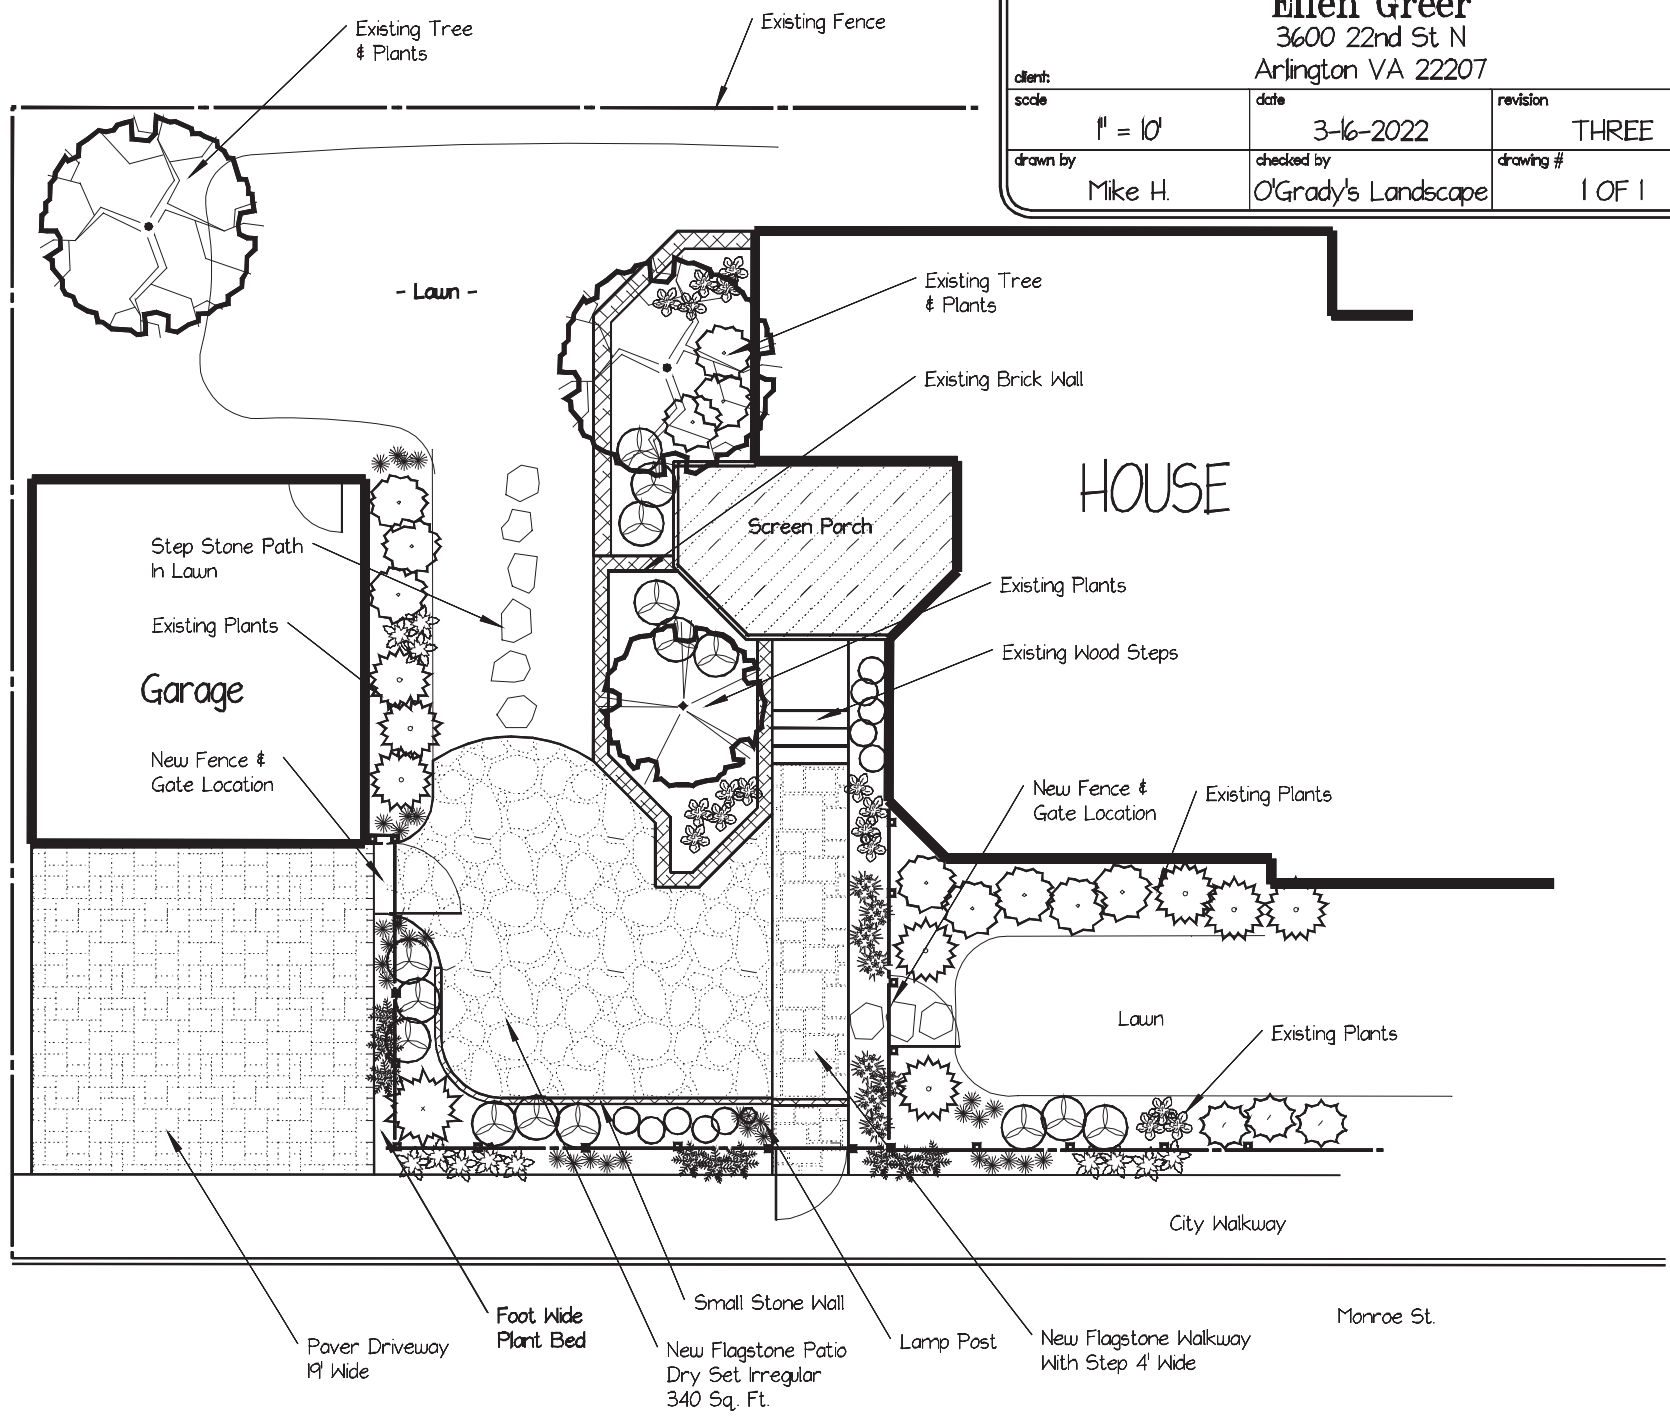 Existing Tree
& Plants
Existing Fence
Ellen Greer
3600 22nd St N
Arlington VA 22207
client:
scale
1" = 10'
date
3-16-2022
revision
THREE
drawn by
Mike H.
checked by
O'Grady's Landscape
drawing #
1 OF 1
- Lawn -
Existing Tree
& Plants
Existing Brick Wall
HOUSE
Screen Porch
Step Stone Path
In Lawn
Existing Plants
Existing Plants
Existing Wood Steps
Garage
New Fence &
Gate Location
New Fence &
Gate Location
Existing Plants
Lawn
Existing Plants
City Walkway
Small Stone Wall
Foot Wide
Plant Bed
Monroe St.
Paver Driveway
19' Wide
New Flagstone Patio
Dry Set Irregular
340 Sq. Ft.
Lamp Post
New Flagstone Walkway
With Step 4' Wide